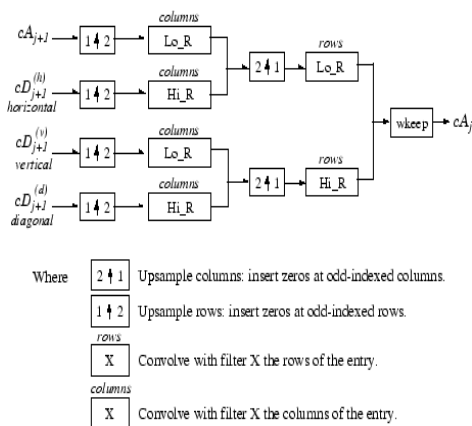 columns
cA_{j+1} 1 ↑ 2 Lo_R
rows
2 ↑ 1 Lo_R
columns
cD_{j+1}^{(h)} 1 ↑ 2 Hi_R
horizontal
wkeep cA_j
columns
cD_{j+1}^{(v)} 1 ↑ 2 Lo_R
vertical
rows
2 ↑ 1 Hi_R
columns
cD_{j+1}^{(d)} 1 ↑ 2 Hi_R
diagonal
Where 2 ↑ 1 Upsample columns: insert zeros at odd-indexed columns.
1 ↑ 2 Upsample rows: insert zeros at odd-indexed rows.
rows
X Convolve with filter X the rows of the entry.
columns
X Convolve with filter X the columns of the entry.